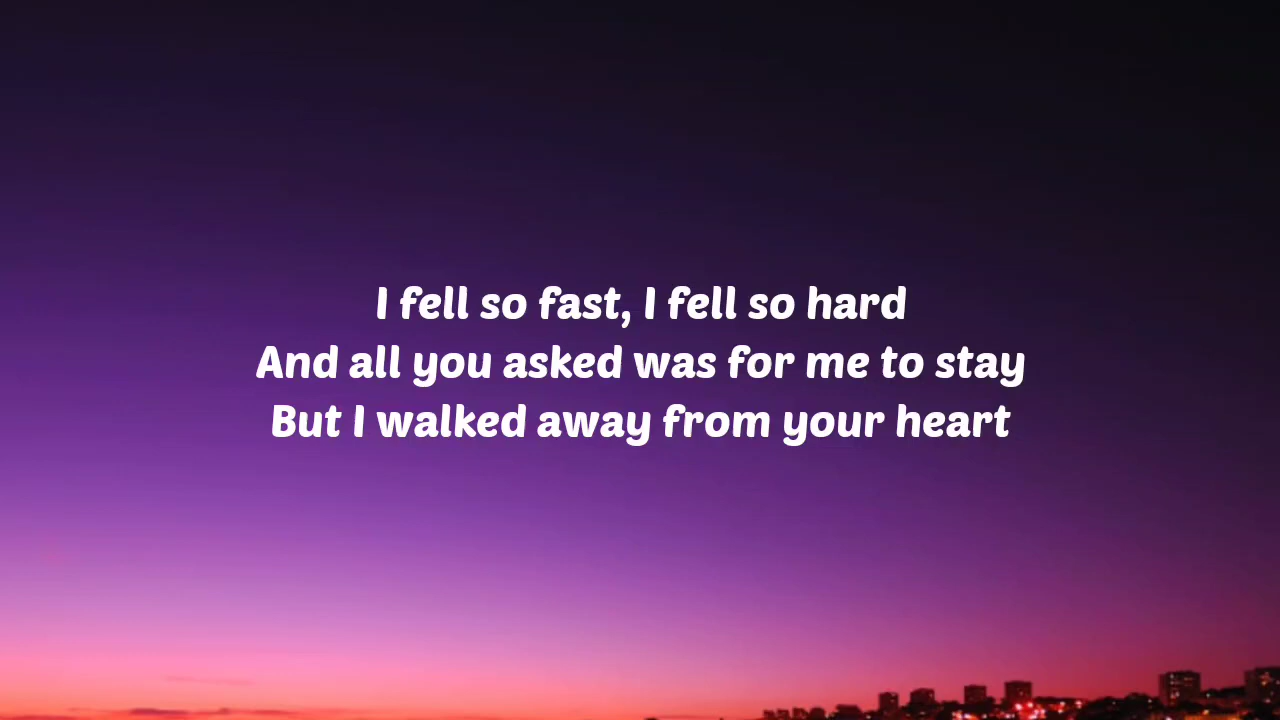 I fell so fast, I fell so hard
And all you asked was for me to stay
But I walked away from your heart